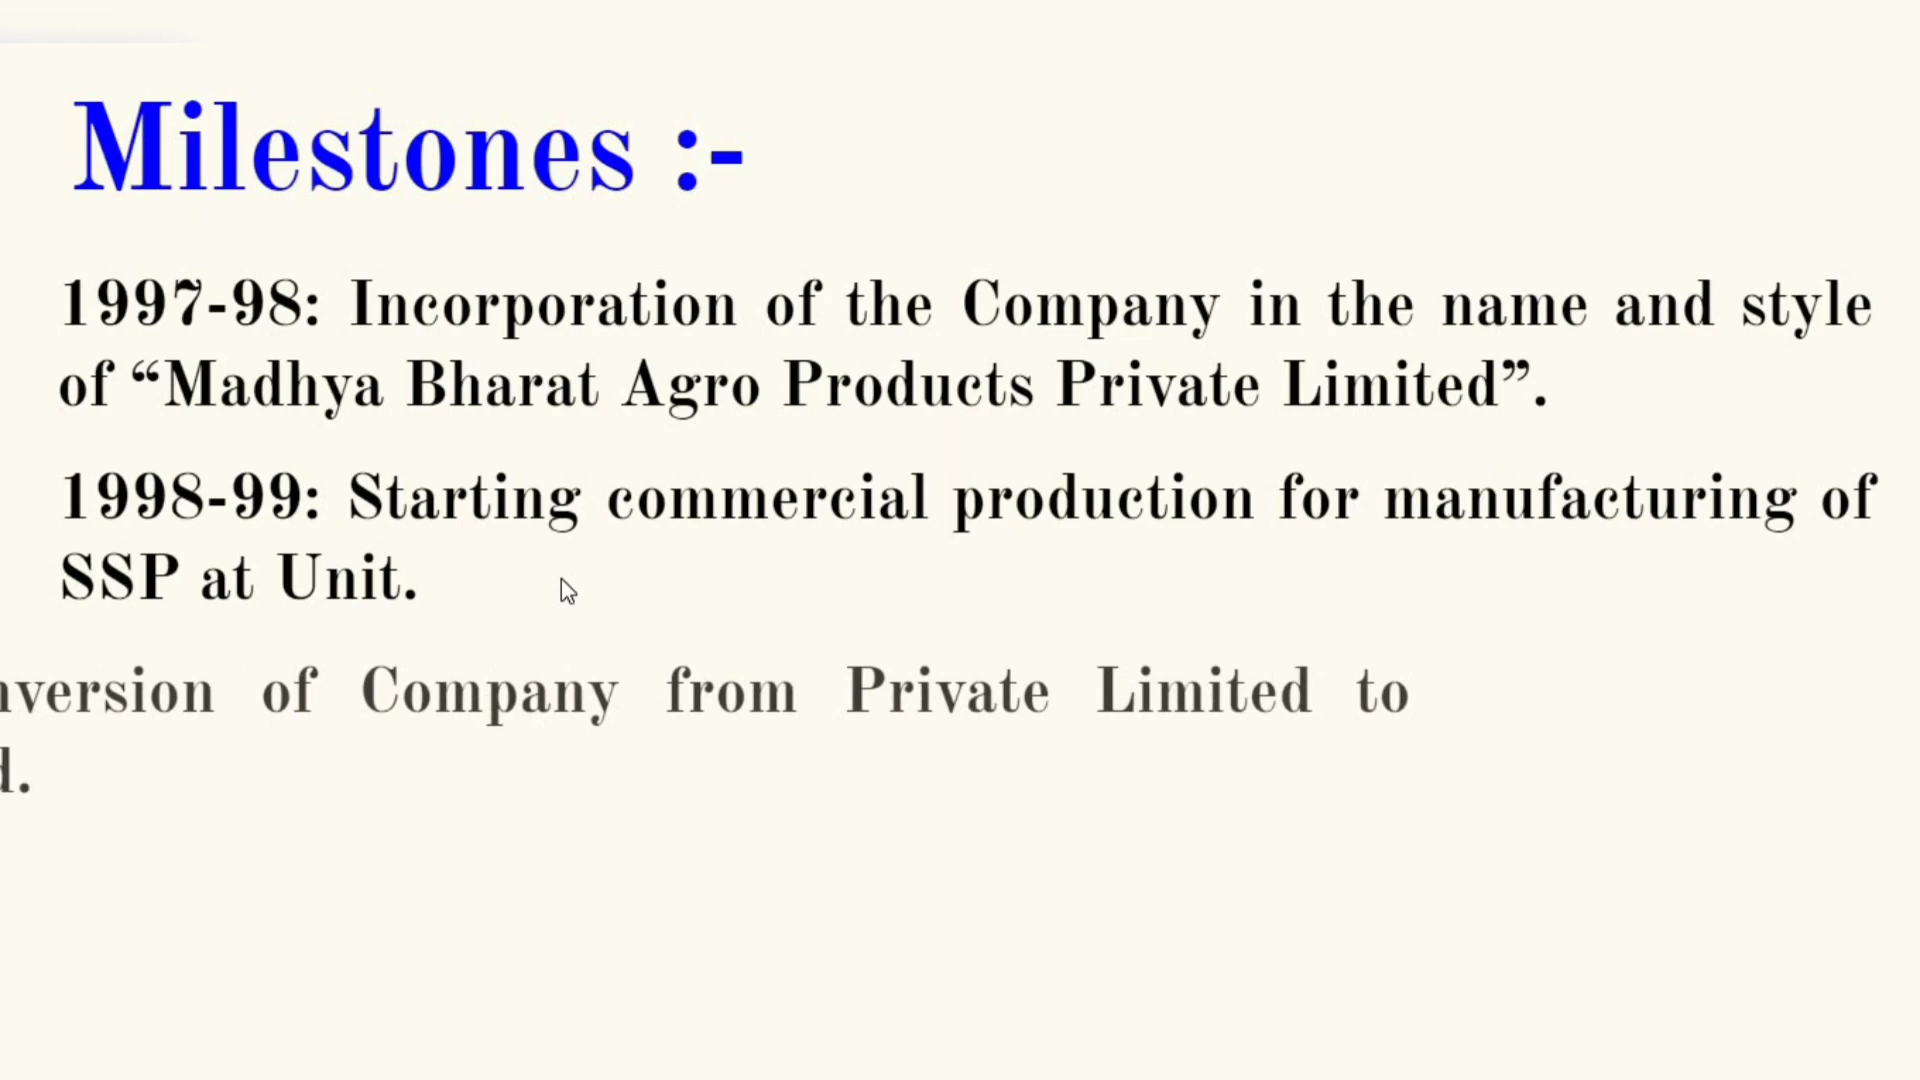 Milestones :-
1997-98: Incorporation of the Company in the name and style
of “Madhya Bharat Agro Products Private Limited”.
1998-99: Starting commercial production for manufacturing of
SSP at Unit.
nversion of Company from Private Limited to
d.